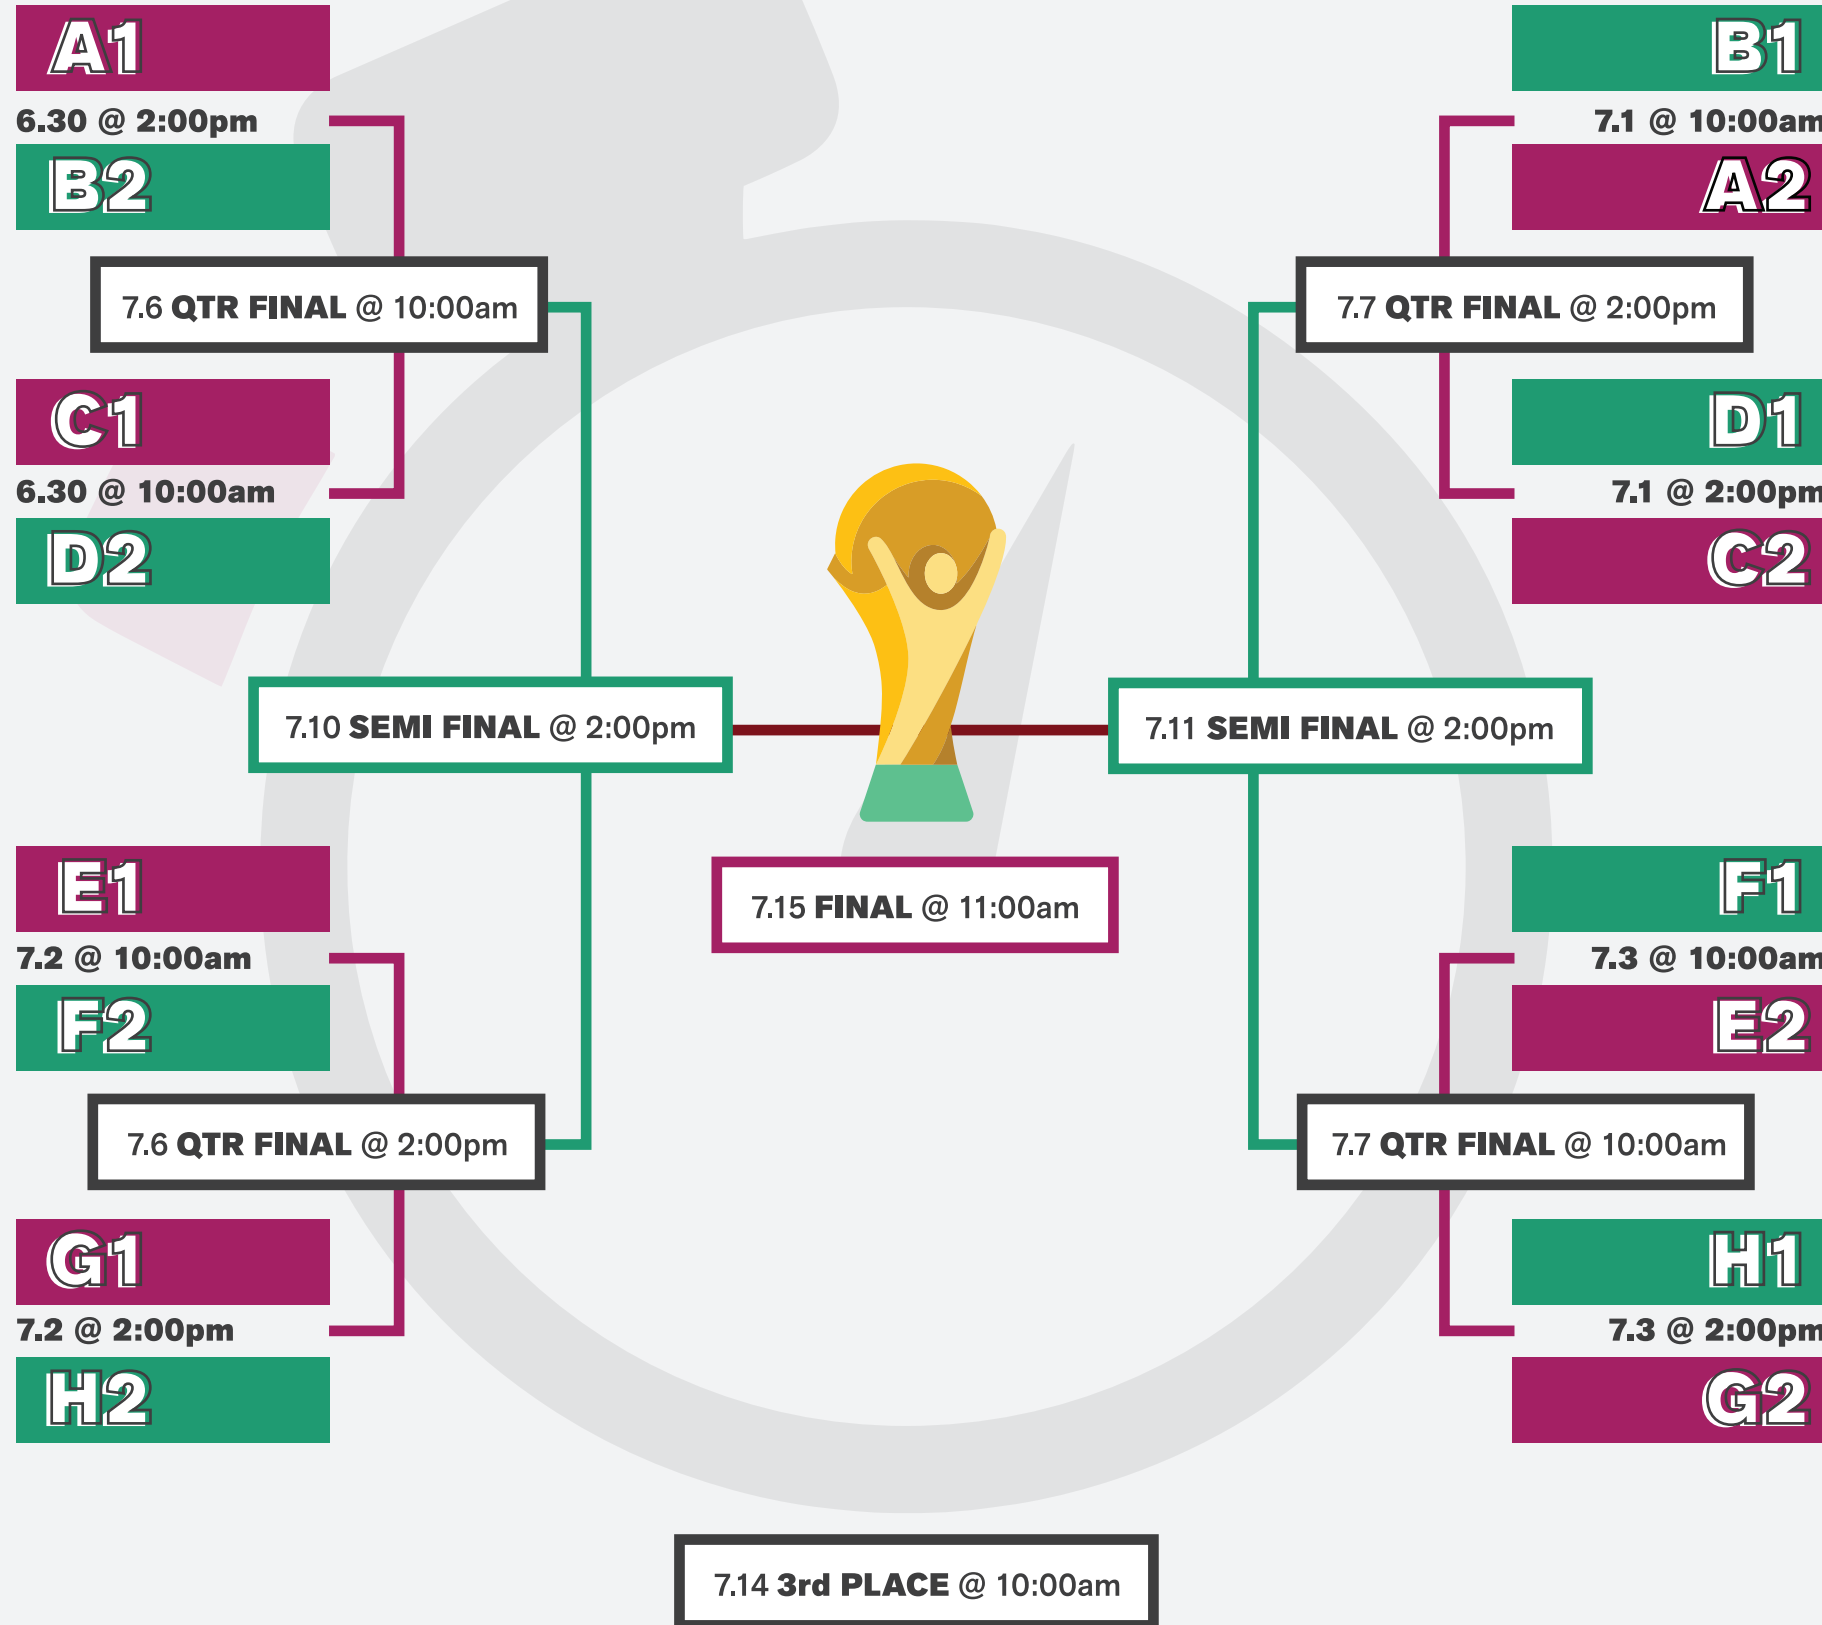 A1
6.30 @ 2:00pm
B2
7.6 QTR FINAL @ 10:00am
C1
6.30 @ 10:00am
D2
7.10 SEMI FINAL @ 2:00pm
E1
7.2 @ 10:00am
F2
7.6 QTR FINAL @ 2:00pm
G1
7.2 @ 2:00pm
H2
7.15 FINAL @ 11:00am
B1
7.1 @ 10:00am
A2
7.7 QTR FINAL @ 2:00pm
D1
7.1 @ 2:00pm
C2
7.11 SEMI FINAL @ 2:00pm
F1
7.3 @ 10:00am
E2
7.7 QTR FINAL @ 10:00am
H1
7.3 @ 2:00pm
G2
7.14 3rd PLACE @ 10:00am